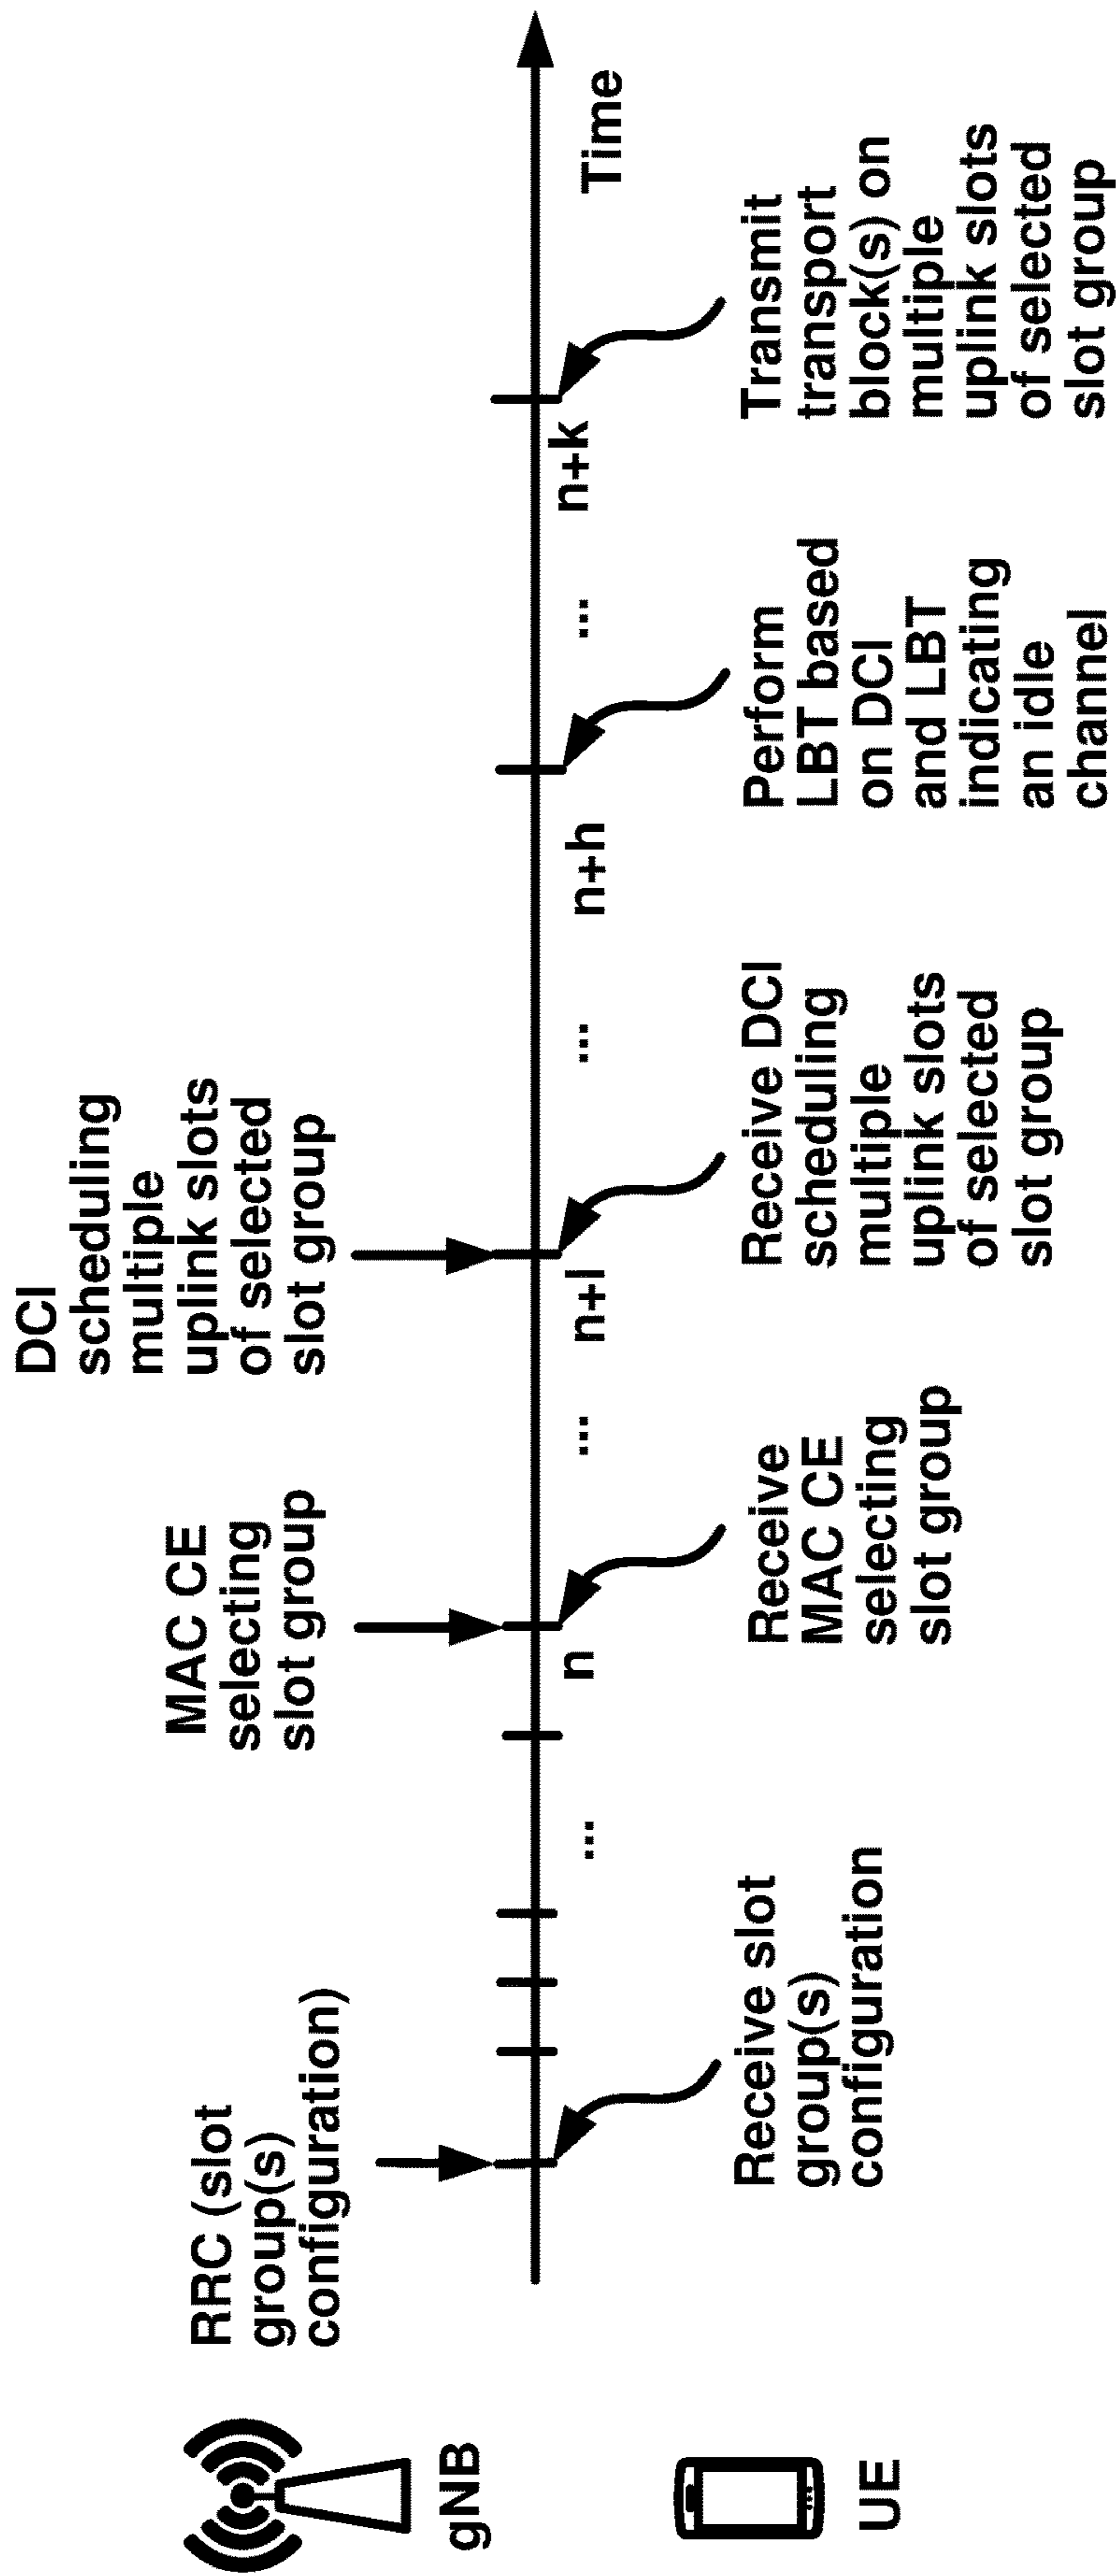 gNB
RRC (slot
group(s)
configuration)
MAC CE
selecting
slot group
DCI
scheduling
multiple
uplink slots
of selected
slot group
...
n
...
n+l
...
n+h
...
n+k
Time
UE
Receive slot
group(s)
configuration
Receive
MAC CE
selecting
slot group
Receive DCI
scheduling
multiple
uplink slots
of selected
slot group
Perform
LBT based
on DCI
and LBT
indicating
an idle
channel
Transmit
transport
block(s) on
multiple
uplink slots
of selected
slot group